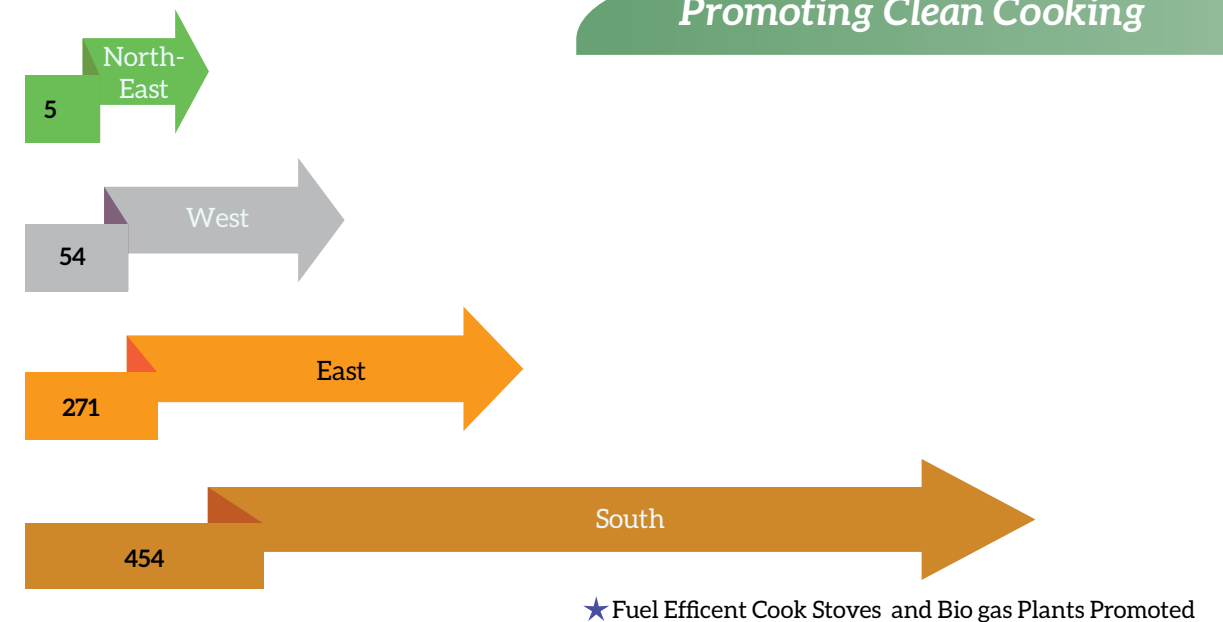 Promoting Clean Cooking
North-
East
5
West
54
East
271
South
454
Fuel Efficent Cook Stoves and Bio gas Plants Promoted